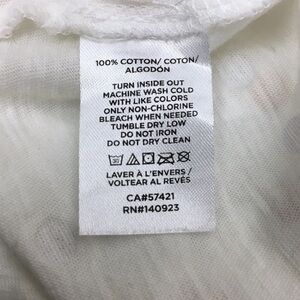 100% COTTON/ COTON/
ALGODÓN
TURN INSIDE OUT
MACHINE WASH COLD
WITH LIKE COLORS
ONLY NON-CHLORINE
BLEACH WHEN NEEDED
TUMBLE DRY LOW
DO NOT IRON
DO NOT DRY CLEAN
LAVER À L'ENVERS /
VOLTEAR AL REVÉS
CA#57421
RN#140923